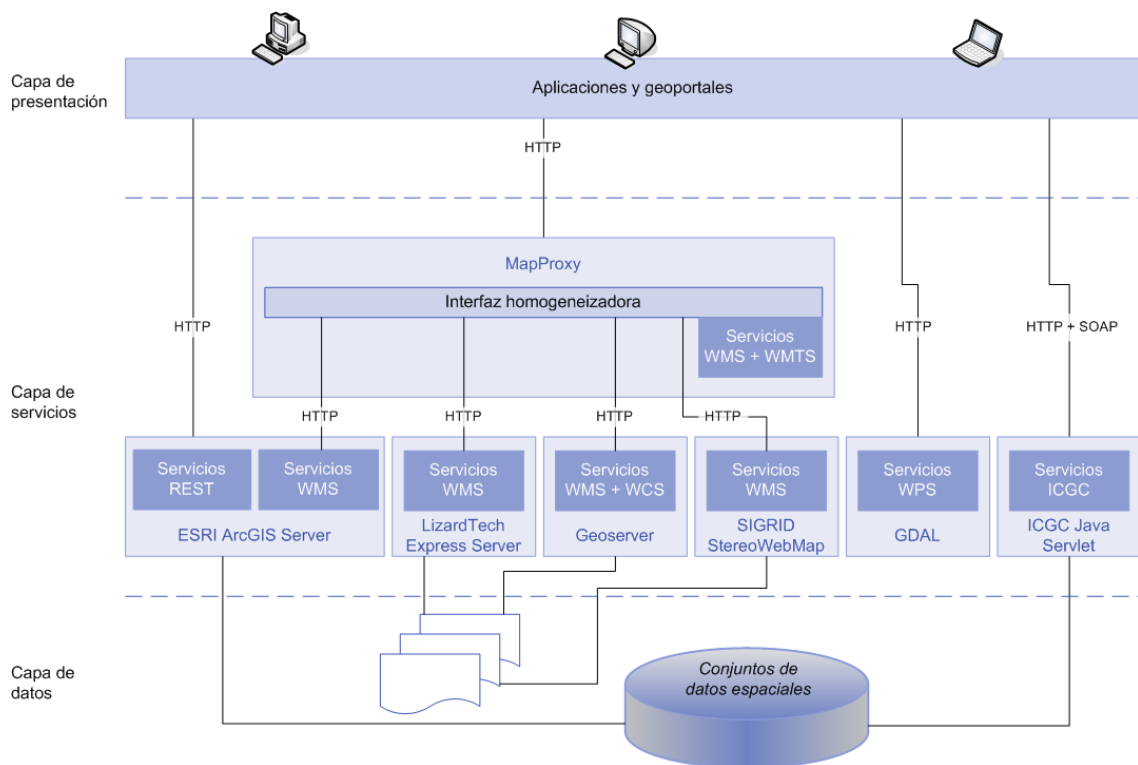 Capa de
presentación
Aplicaciones y geoportales
HTTP
MapProxy
Interfaz homogeneizadora
Servicios
WMS + WMTS
HTTP
HTTP
HTTP + SOAP
Capa de
servicios
HTTP
HTTP
HTTP
HTTP
Servicios
REST
Servicios
WMS
ESRI ArcGIS Server
Servicios
WMS
LizardTech
Express Server
Servicios
WMS + WCS
Geoserver
Servicios
WMS
SIGRID
StereoWebMap
Servicios
WPS
GDAL
Servicios
ICGC
ICGC Java
Servlet
Capa de
datos
Conjuntos de
datos espaciales